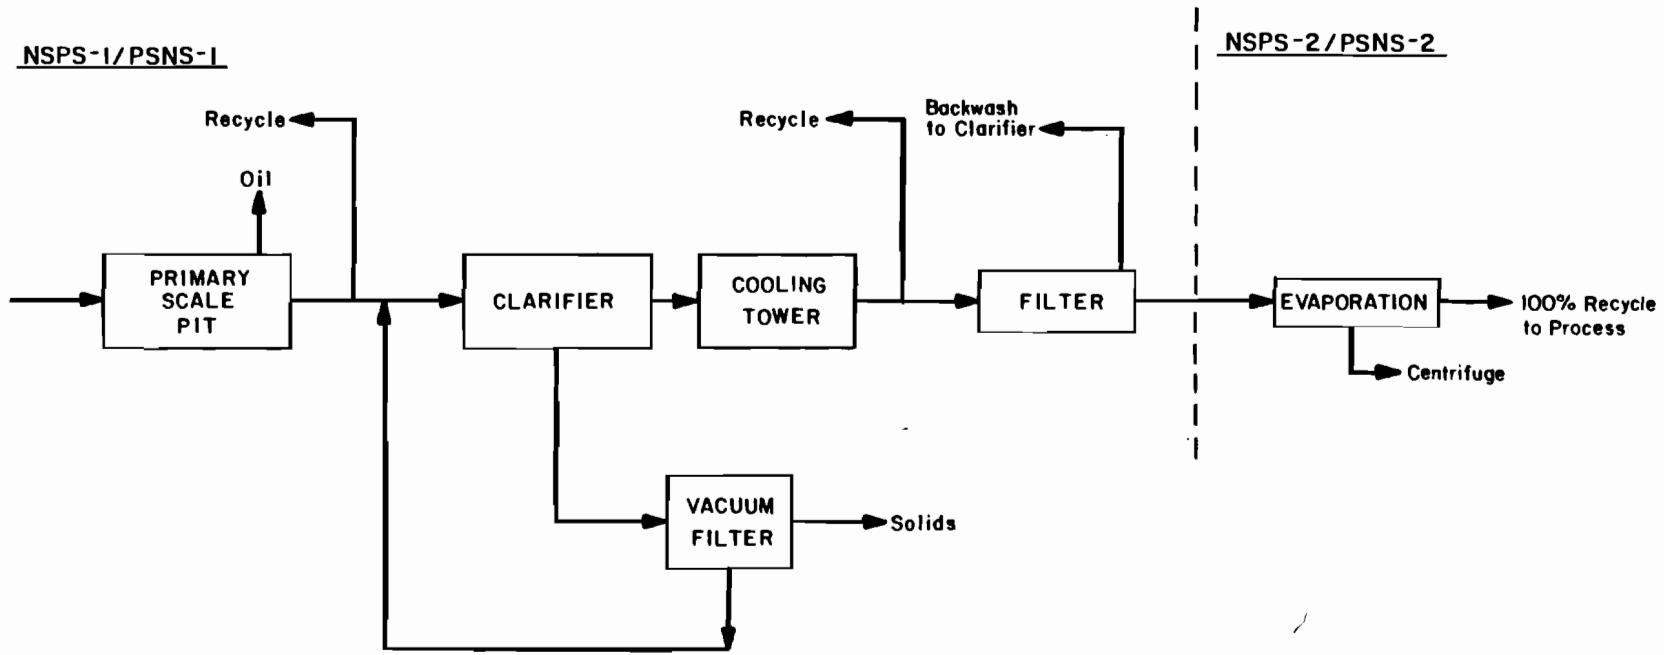 NSPS-1/PSNS-1
NSPS-2/PSNS-2
Recycle
Recycle
Backwash
to Clarifier
Oil
PRIMARY
SCALE
PIT
CLARIFIER
COOLING
TOWER
FILTER
EVAPORATION
100% Recycle
to Process
Centrifuge
VACUUM
FILTER
Solids